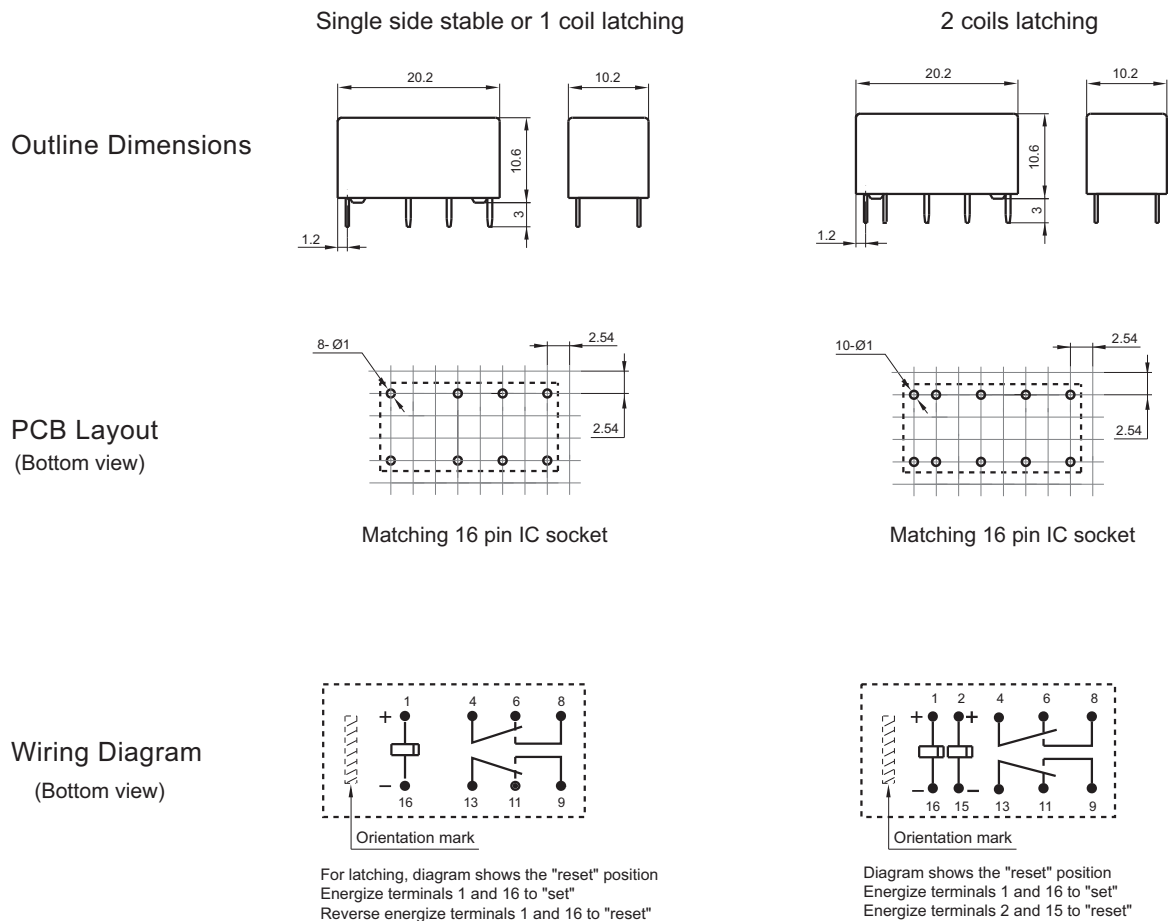 Single side stable or 1 coil latching
2 coils latching
Outline Dimensions
20.2
10.2
10.6
3
1.2
20.2
10.2
10.6
3
1.2
PCB Layout
(Bottom view)
8- Ø1
2.54
2.54
10-Ø1
2.54
2.54
Matching 16 pin IC socket
Matching 16 pin IC socket
Wiring Diagram
(Bottom view)
1 4 6 8
+
−
16 13 11 9
Orientation mark
For latching, diagram shows the "reset" position
Energize terminals 1 and 16 to "set"
Reverse energize terminals 1 and 16 to "reset"
1 2 4 6 8
+ +
− −
16 15 13 11 9
Orientation mark
Diagram shows the "reset" position
Energize terminals 1 and 16 to "set"
Energize terminals 2 and 15 to "reset"